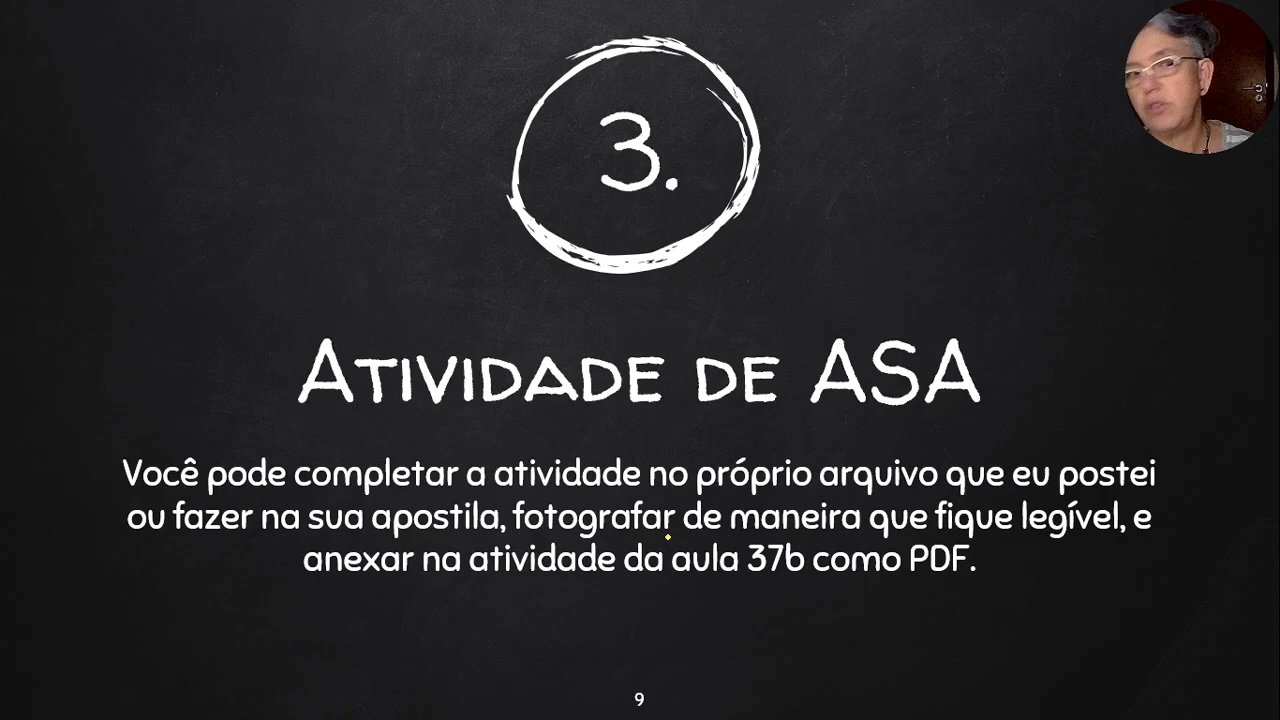 3.
Atividade de ASA
Você pode completar a atividade no próprio arquivo que eu postei
ou fazer na sua apostila, fotografar de maneira que fique legível, e
anexar na atividade da aula 37b como PDF.
9